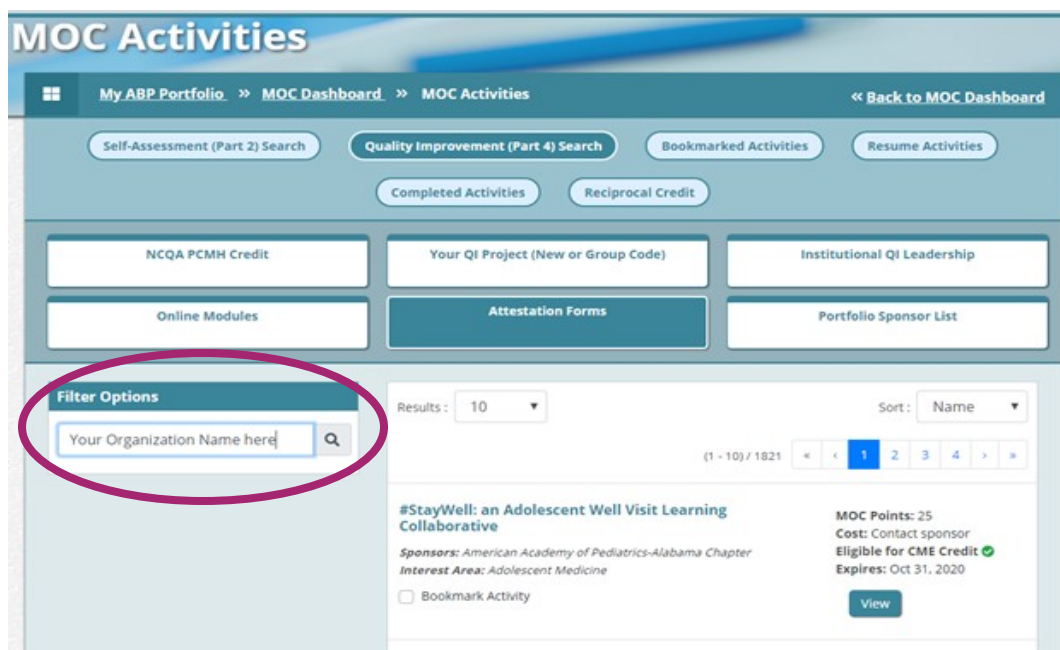 MOC Activities
My ABP Portfolio » MOC Dashboard » MOC Activities
« Back to MOC Dashboard
Self-Assessment (Part 2) Search
Quality Improvement (Part 4) Search
Bookmarked Activities
Resume Activities
Completed Activities
Reciprocal Credit
NCQA PCMH Credit
Your QI Project (New or Group Code)
Institutional QI Leadership
Online Modules
Attestation Forms
Portfolio Sponsor List
Filter Options
Your Organization Name here
Results : 10
Sort : Name
(1 - 10) / 1821 « ‹ 1 2 3 4 › »
#StayWell: an Adolescent Well Visit Learning
Collaborative
Sponsors: American Academy of Pediatrics-Alabama Chapter
Interest Area: Adolescent Medicine
Bookmark Activity
MOC Points: 25
Cost: Contact sponsor
Eligible for CME Credit
Expires: Oct 31, 2020
View